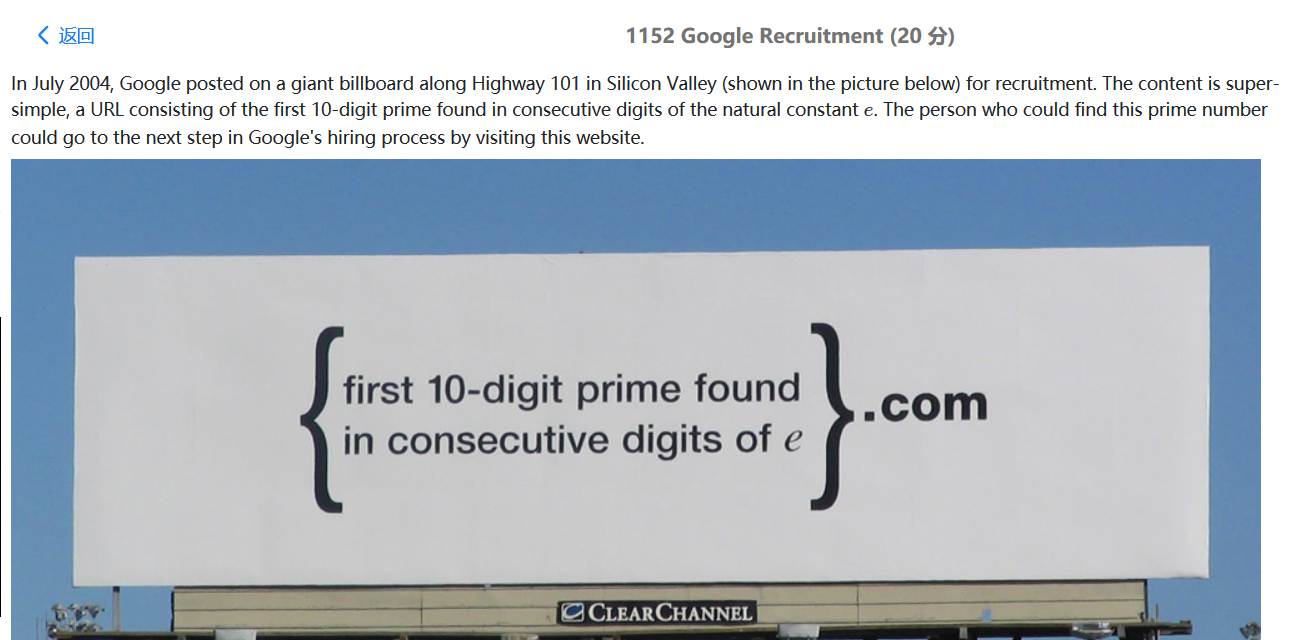 返回
1152 Google Recruitment (20 分)
In July 2004, Google posted on a giant billboard along Highway 101 in Silicon Valley (shown in the picture below) for recruitment. The content is super-
simple, a URL consisting of the first 10-digit prime found in consecutive digits of the natural constant e. The person who could find this prime number
could go to the next step in Google's hiring process by visiting this website.
first 10-digit prime found
in consecutive digits of e
.com
CLEARCHANNEL